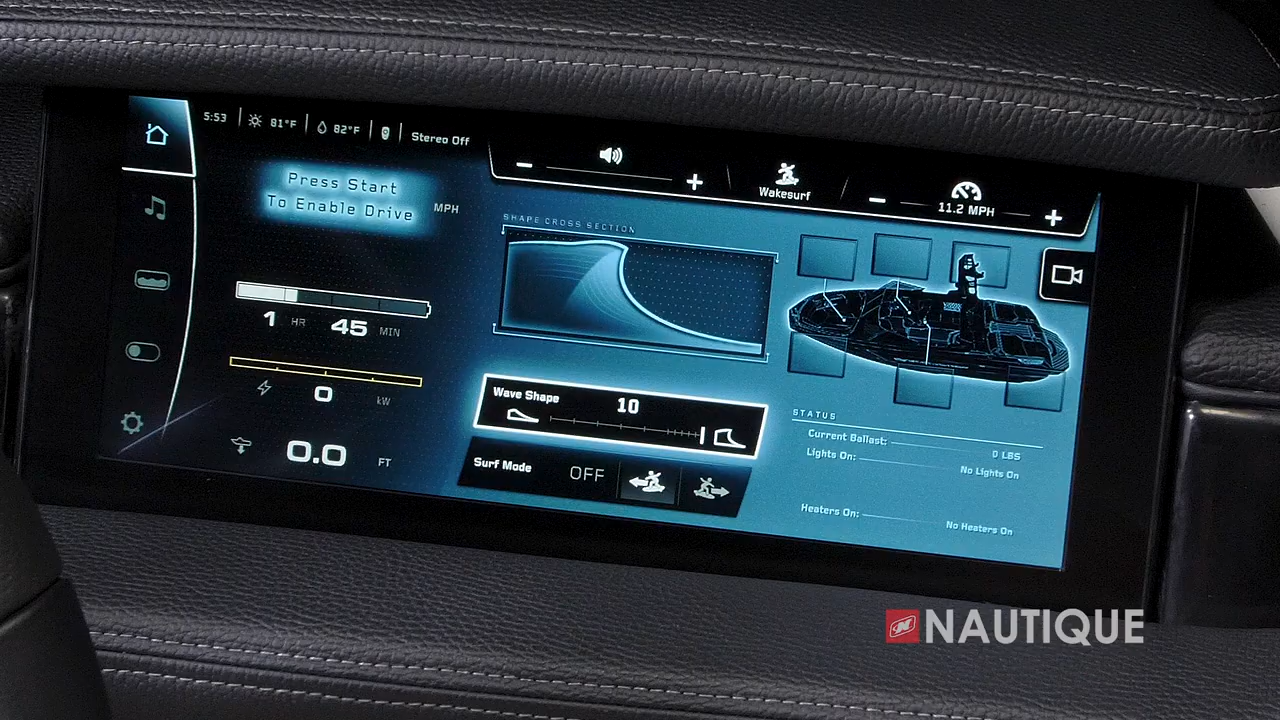 5:53
81°F
82°F
Stereo Off
Press Start
To Enable Drive
MPH
1 HR 45 MIN
0
kW
0.0 FT
Wakesurf
11.2 MPH
SHAPE CROSS SECTION
Wave Shape
10
Surf Mode
OFF
STATUS
Current Ballast:
0 LBS
Lights On:
No Lights On
Heaters On:
No Heaters On
NAUTIQUE